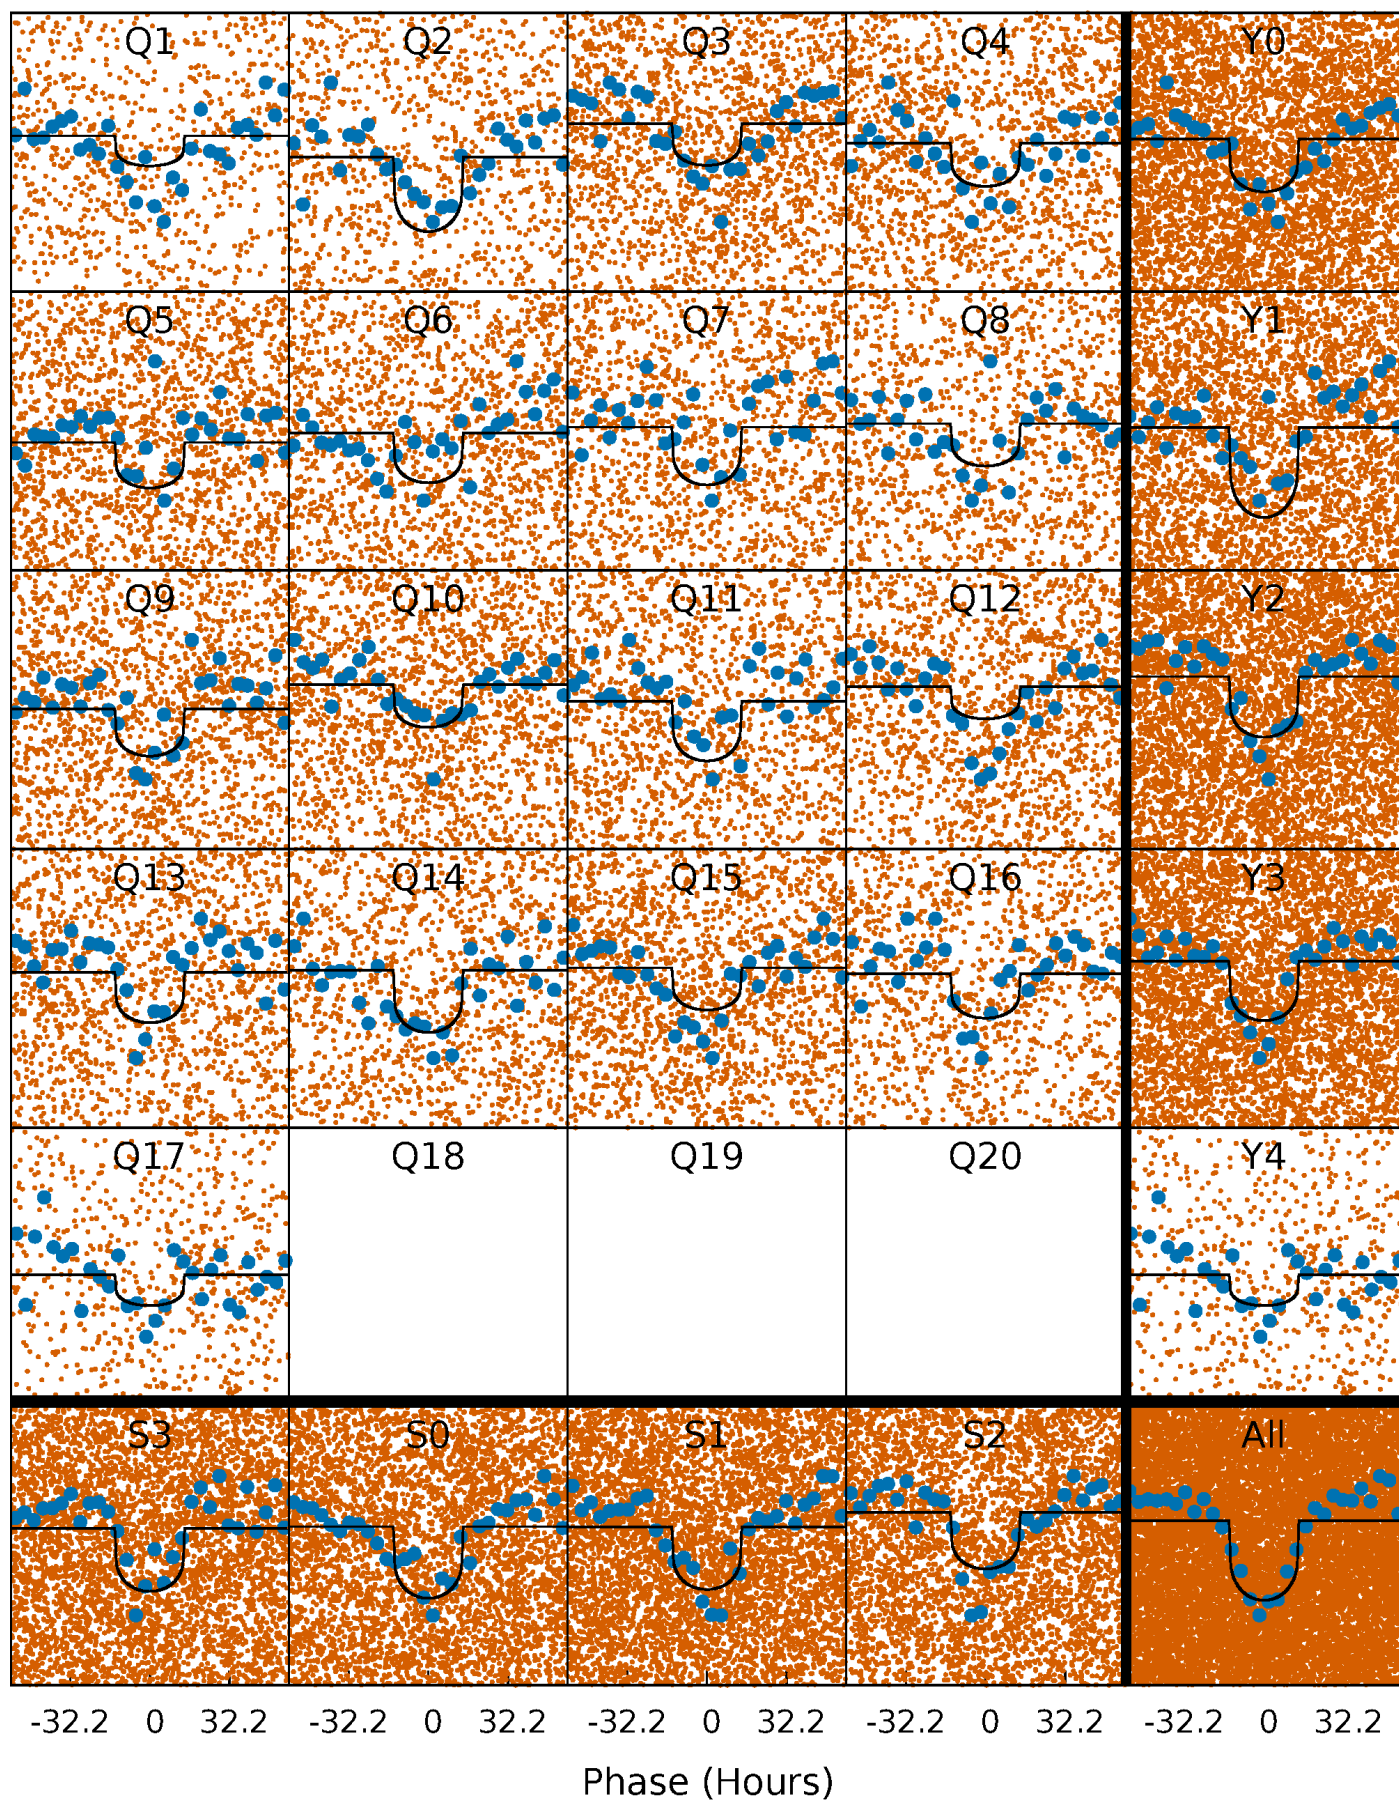 Q1 Q2 Q3 Q4 Y0
Q5 Q6 Q7 Q8 Y1
Q9 Q10 Q11 Q12 Y2
Q13 Q14 Q15 Q16 Y3
Q17 Q18 Q19 Q20 Y4
S3 S0 S1 S2 All
-32.2 0 32.2 -32.2 0 32.2 -32.2 0 32.2 -32.2 0 32.2 -32.2 0 32.2
Phase (Hours)